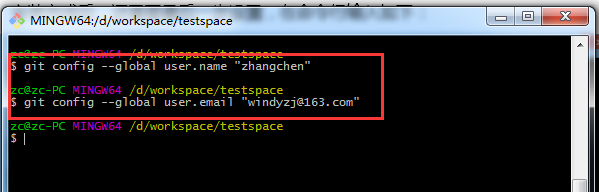 MINGW64:/d/workspace/testspace
zc@zc-PC MINGW64 /d/workspace/testspace
$ git config --global user.name "zhangchen"
zc@zc-PC MINGW64 /d/workspace/testspace
$ git config --global user.email "windyzj@163.com"
zc@zc-PC MINGW64 /d/workspace/testspace
$